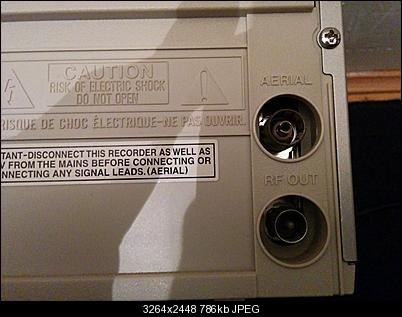 CAUTION
RISK OF ELECTRIC SHOCK
DO NOT OPEN
RISQUE DE CHOC ÉLECTRIQUE-NE PAS OUVRIR.
TANT-DISCONNECT THIS RECORDER AS WELL AS
V FROM THE MAINS BEFORE CONNECTING OR
NNECTING ANY SIGNAL LEADS.(AERIAL)
AERIAL
RF OUT
3264x2448 786kb JPEG